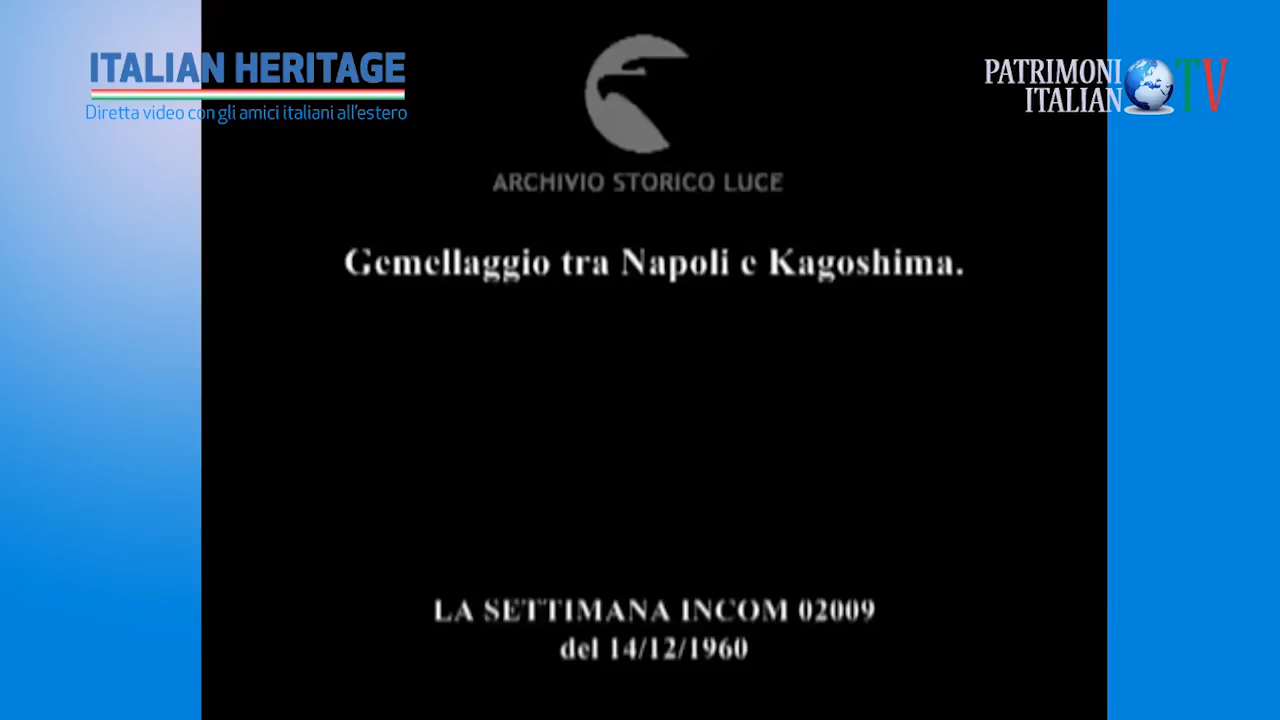 ITALIAN HERITAGE
Diretta video con gli amici italiani all'estero
PATRIMONI
ITALIAN TV
ARCHIVIO STORICO LUCE
Gemellaggio tra Napoli e Kagoshima.
LA SETTIMANA INCOM 02009
del 14/12/1960